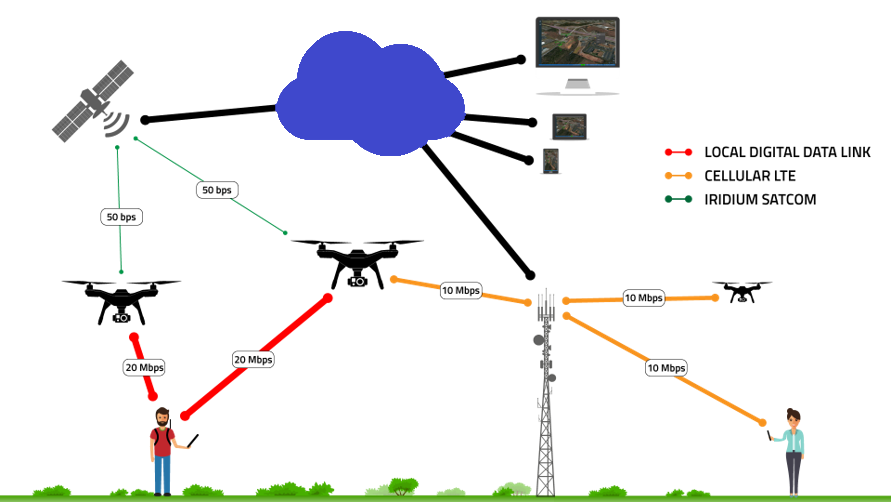 LOCAL DIGITAL DATA LINK
CELLULAR LTE
IRIDIUM SATCOM
50 bps
50 bps
10 Mbps
10 Mbps
20 Mbps
20 Mbps
10 Mbps